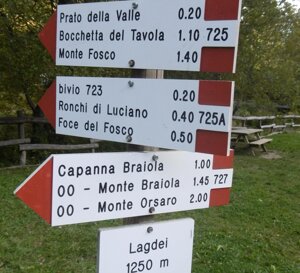 Prato della Valle 0.20
Bocchetta del Tavola 1.10 725
Monte Fosco 1.40
bivio 723 0.20
Ronchi di Luciano 0.40 725A
Foce del Fosco 0.50
Capanna Braiola 1.00
00 - Monte Braiola 1.45 727
00 - Monte Orsaro 2.00
Lagdei
1250 m